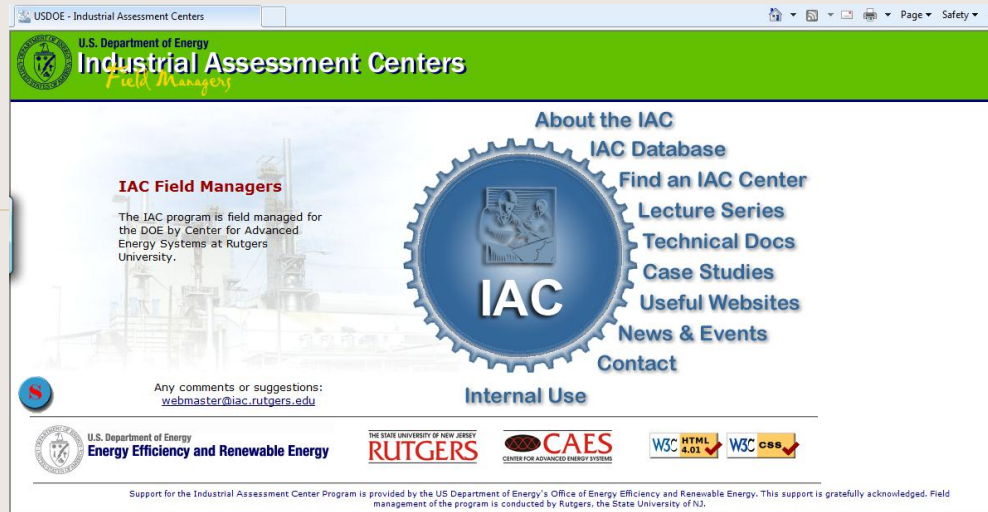 USDOE - Industrial Assessment Centers
Page Safety
U.S. Department of Energy
Industrial Assessment Centers
Field Managers
About the IAC
IAC Database
Find an IAC Center
Lecture Series
Technical Docs
Case Studies
Useful Websites
News & Events
Contact
Internal Use
IAC
IAC Field Managers
The IAC program is field managed for
the DOE by Center for Advanced
Energy Systems at Rutgers
University.
S
Any comments or suggestions:
webmaster@iac.rutgers.edu
U.S. Department of Energy
Energy Efficiency and Renewable Energy
THE STATE UNIVERSITY OF NEW JERSEY
RUTGERS
CAES
CENTER FOR ADVANCED ENERGY SYSTEMS
W3C HTML 4.01
W3C css
Support for the Industrial Assessment Center Program is provided by the US Department of Energy's Office of Energy Efficiency and Renewable Energy. This support is gratefully acknowledged. Field
management of the program is conducted by Rutgers, the State University of NJ.